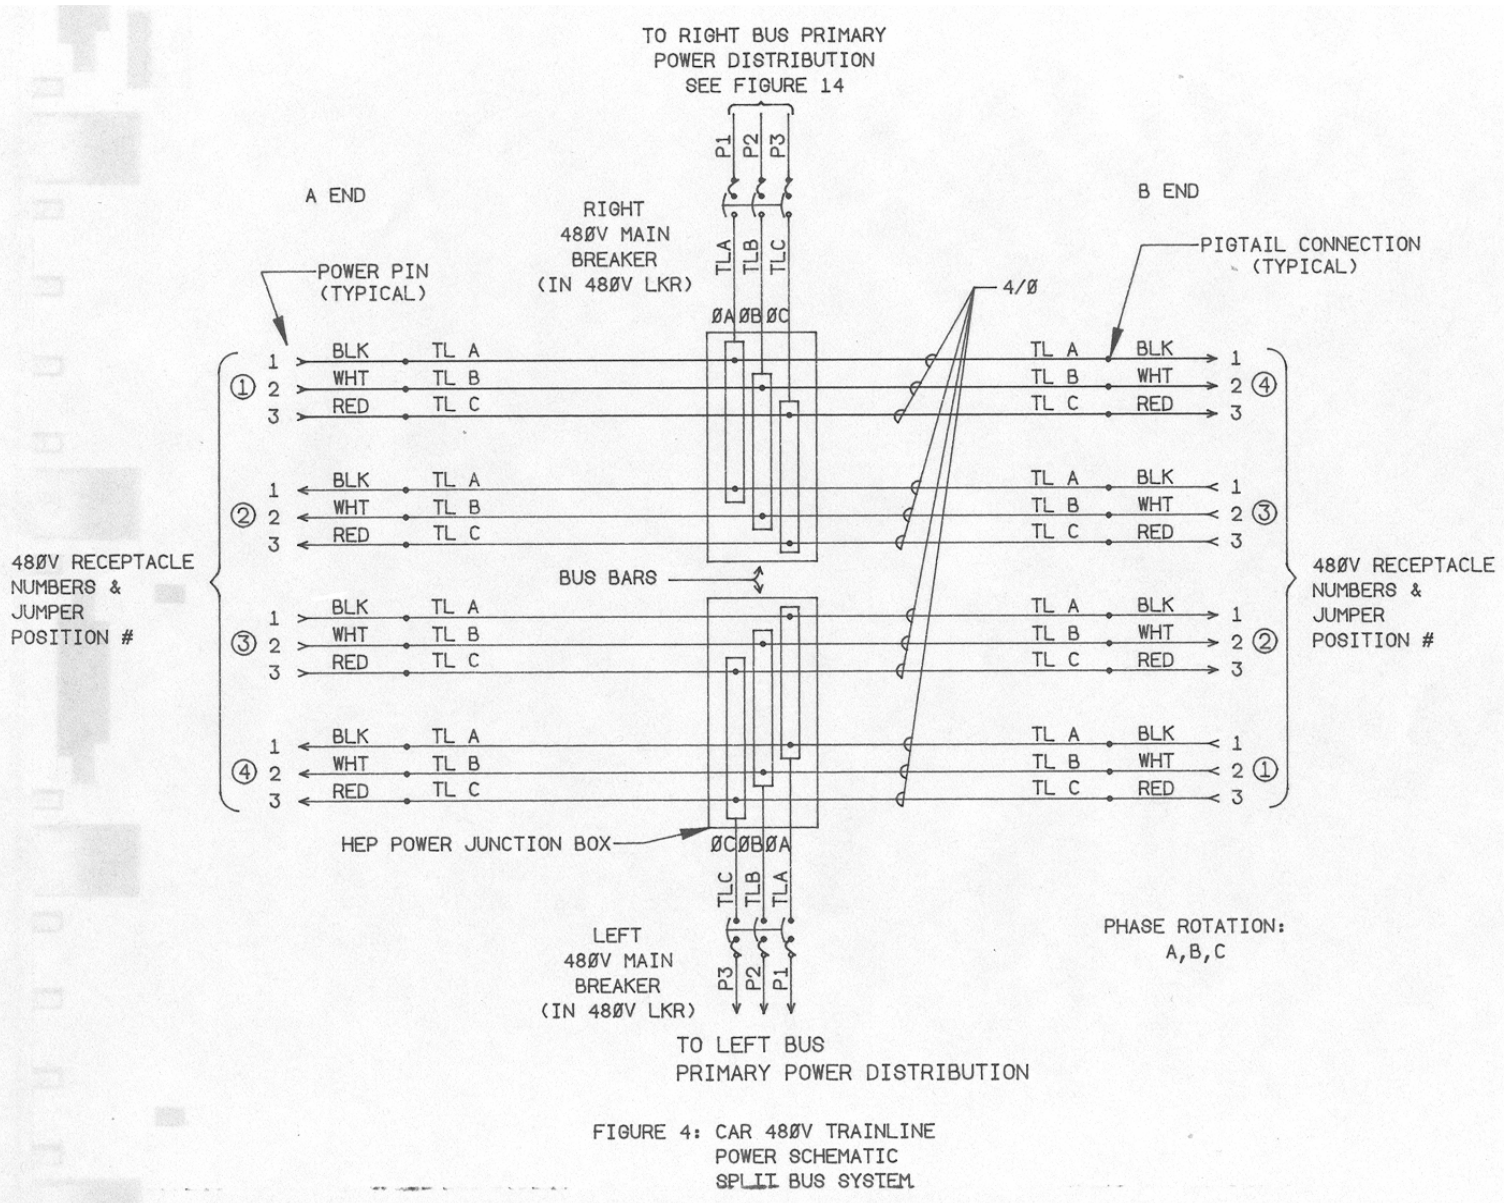 TO RIGHT BUS PRIMARY
POWER DISTRIBUTION
SEE FIGURE 14
P1 P2 P3
A END
B END
RIGHT
480V MAIN
BREAKER
(IN 480V LKR)
TLA TLB TLC
POWER PIN
(TYPICAL)
PIGTAIL CONNECTION
(TYPICAL)
4/0
ØA ØB ØC
1 BLK TL A TL A BLK 1
① 2 WHT TL B TL B WHT 2 ④
3 RED TL C TL C RED 3
1 BLK TL A TL A BLK 1
② 2 WHT TL B TL B WHT 2 ③
3 RED TL C TL C RED 3
480V RECEPTACLE
NUMBERS &
JUMPER
POSITION #
BUS BARS
480V RECEPTACLE
NUMBERS &
JUMPER
POSITION #
1 BLK TL A TL A BLK 1
③ 2 WHT TL B TL B WHT 2 ②
3 RED TL C TL C RED 3
1 BLK TL A TL A BLK 1
④ 2 WHT TL B TL B WHT 2 ①
3 RED TL C TL C RED 3
HEP POWER JUNCTION BOX
ØC ØB ØA
TLC TLB TLA
LEFT
480V MAIN
BREAKER
(IN 480V LKR)
P3 P2 P1
PHASE ROTATION:
A,B,C
TO LEFT BUS
PRIMARY POWER DISTRIBUTION
FIGURE 4: CAR 480V TRAINLINE
POWER SCHEMATIC
SPLIT BUS SYSTEM